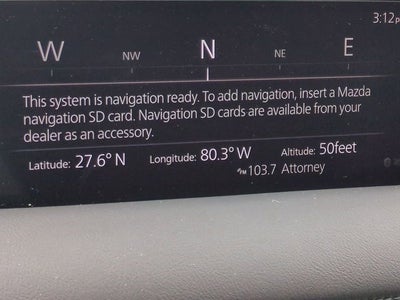 3:12p
W NW N NE E
This system is navigation ready. To add navigation, insert a Mazda
navigation SD card. Navigation SD cards are available from your
dealer as an accessory.
Latitude: 27.6° N Longitude: 80.3° W Altitude: 50feet
FM 103.7 Attorney